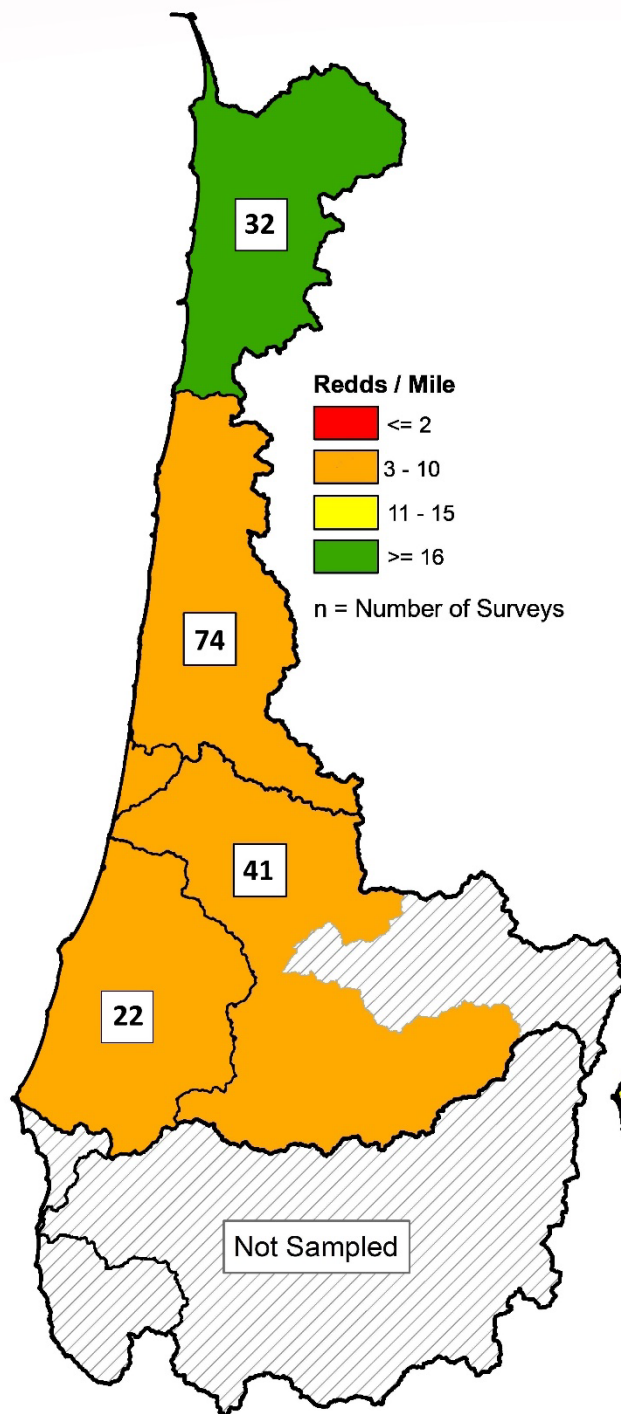 32
Redds / Mile
<= 2
3 - 10
11 - 15
>= 16
n = Number of Surveys
74
41
22
Not Sampled